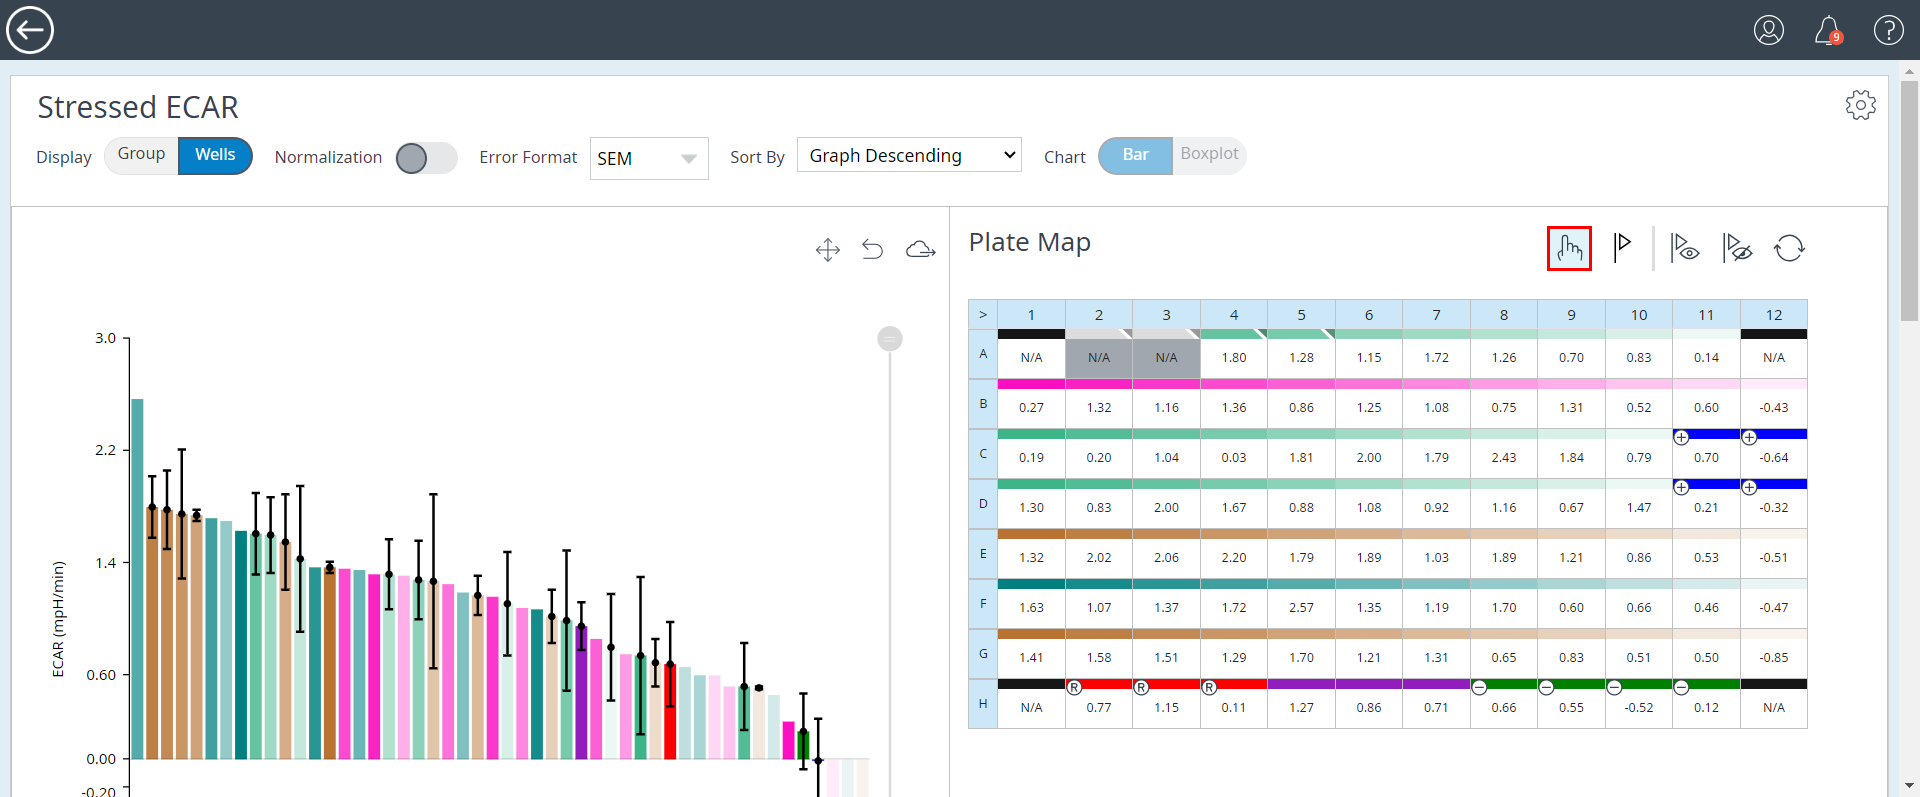 9 ?
Stressed ECAR
Display Group Wells Normalization Error Format SEM Sort By Graph Descending Chart Bar Boxplot
Plate Map
ECAR (mpH/min)
3.0
2.2
1.4
0.60
0.00
-0.20
> 1 2 3 4 5 6 7 8 9 10 11 12
A N/A N/A N/A 1.80 1.28 1.15 1.72 1.26 0.70 0.83 0.14 N/A
B 0.27 1.32 1.16 1.36 0.86 1.25 1.08 0.75 1.31 0.52 0.60 -0.43
+ +
C 0.19 0.20 1.04 0.03 1.81 2.00 1.79 2.43 1.84 0.79 0.70 -0.64
+ +
D 1.30 0.83 2.00 1.67 0.88 1.08 0.92 1.16 0.67 1.47 0.21 -0.32
E 1.32 2.02 2.06 2.20 1.79 1.89 1.03 1.89 1.21 0.86 0.53 -0.51
F 1.63 1.07 1.37 1.72 2.57 1.35 1.19 1.70 0.60 0.66 0.46 -0.47
G 1.41 1.58 1.51 1.29 1.70 1.21 1.31 0.65 0.83 0.51 0.50 -0.85
R R R − − − −
H N/A 0.77 1.15 0.11 1.27 0.86 0.71 0.66 0.55 -0.52 0.12 N/A